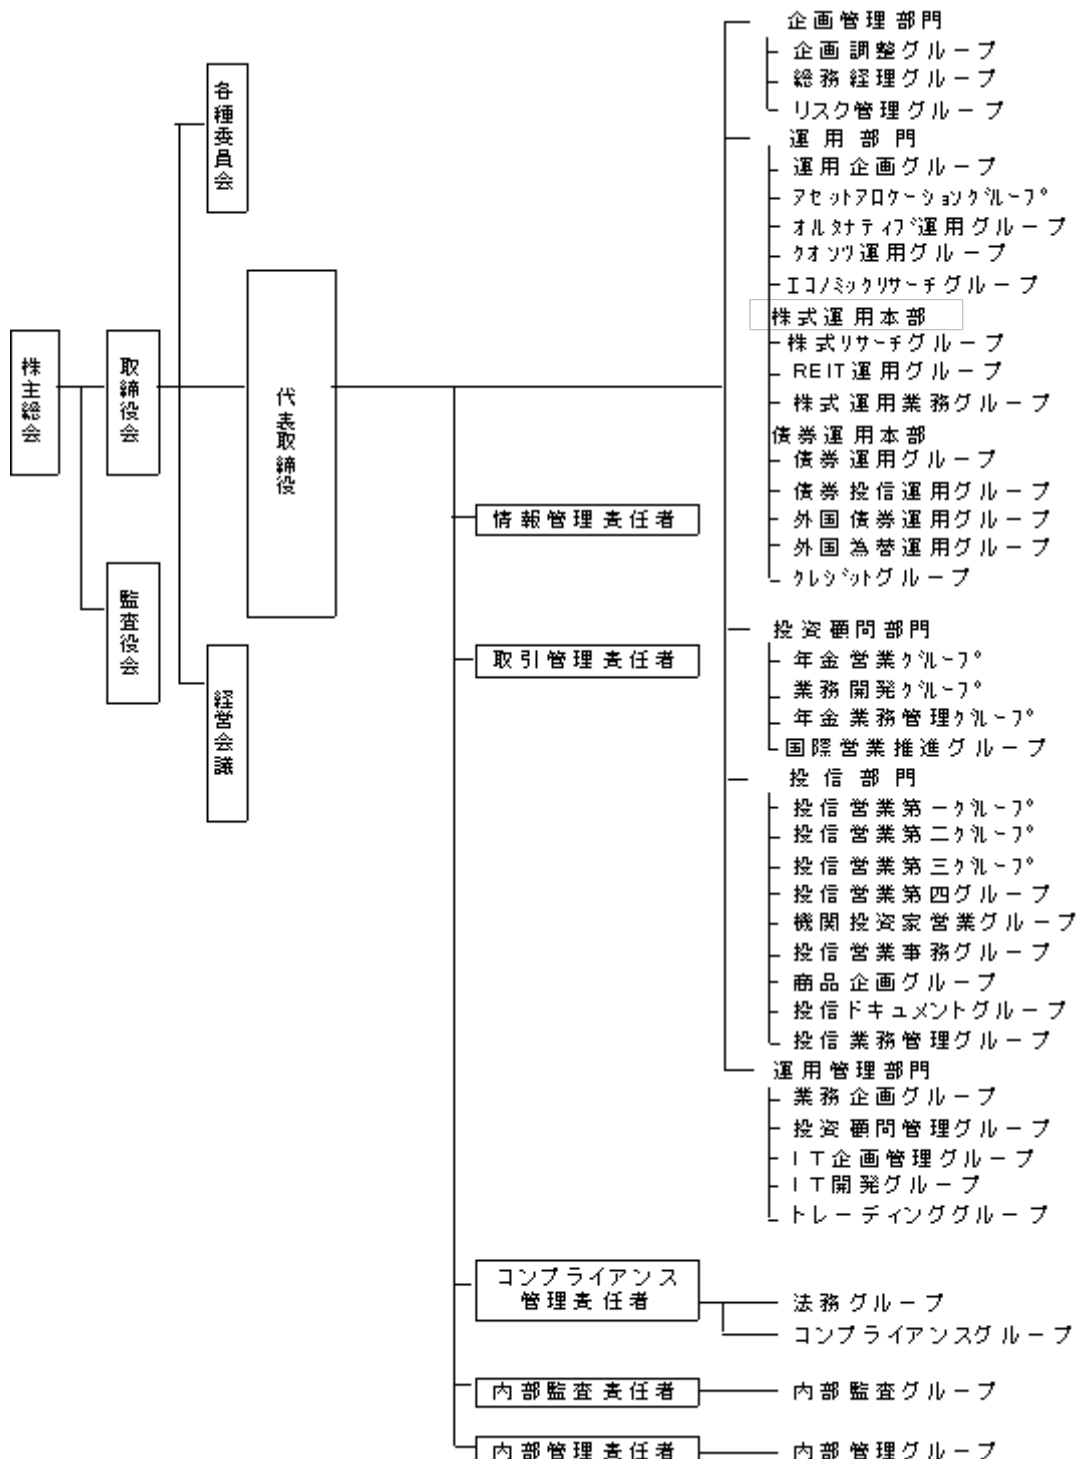 株主総会
取締役会
監査役会
各種委員会
代表取締役
経営会議
企画管理部門
企画調整グループ
総務経理グループ
リスク管理グループ
運用部門
運用企画グループ
アセットアロケーショングループ
オルタナティブ運用グループ
クオンツ運用グループ
エコノミックリサーチグループ
株式運用本部
株式リサーチグループ
REIT運用グループ
株式運用業務グループ
債券運用本部
債券運用グループ
債券投信運用グループ
外国債券運用グループ
外国為替運用グループ
クレジットグループ
情報管理責任者
取引管理責任者
投資顧問部門
年金営業グループ
業務開発グループ
年金業務管理グループ
国際営業推進グループ
投信部門
投信営業第一グループ
投信営業第二グループ
投信営業第三グループ
投信営業第四グループ
機関投資家営業グループ
投信営業事務グループ
商品企画グループ
投信ドキュメントグループ
投信業務管理グループ
運用管理部門
業務企画グループ
投資顧問管理グループ
IT企画管理グループ
IT開発グループ
トレーディンググループ
コンプライアンス
管理責任者
法務グループ
コンプライアンスグループ
内部監査責任者
内部監査グループ
内部管理責任者
内部管理グループ